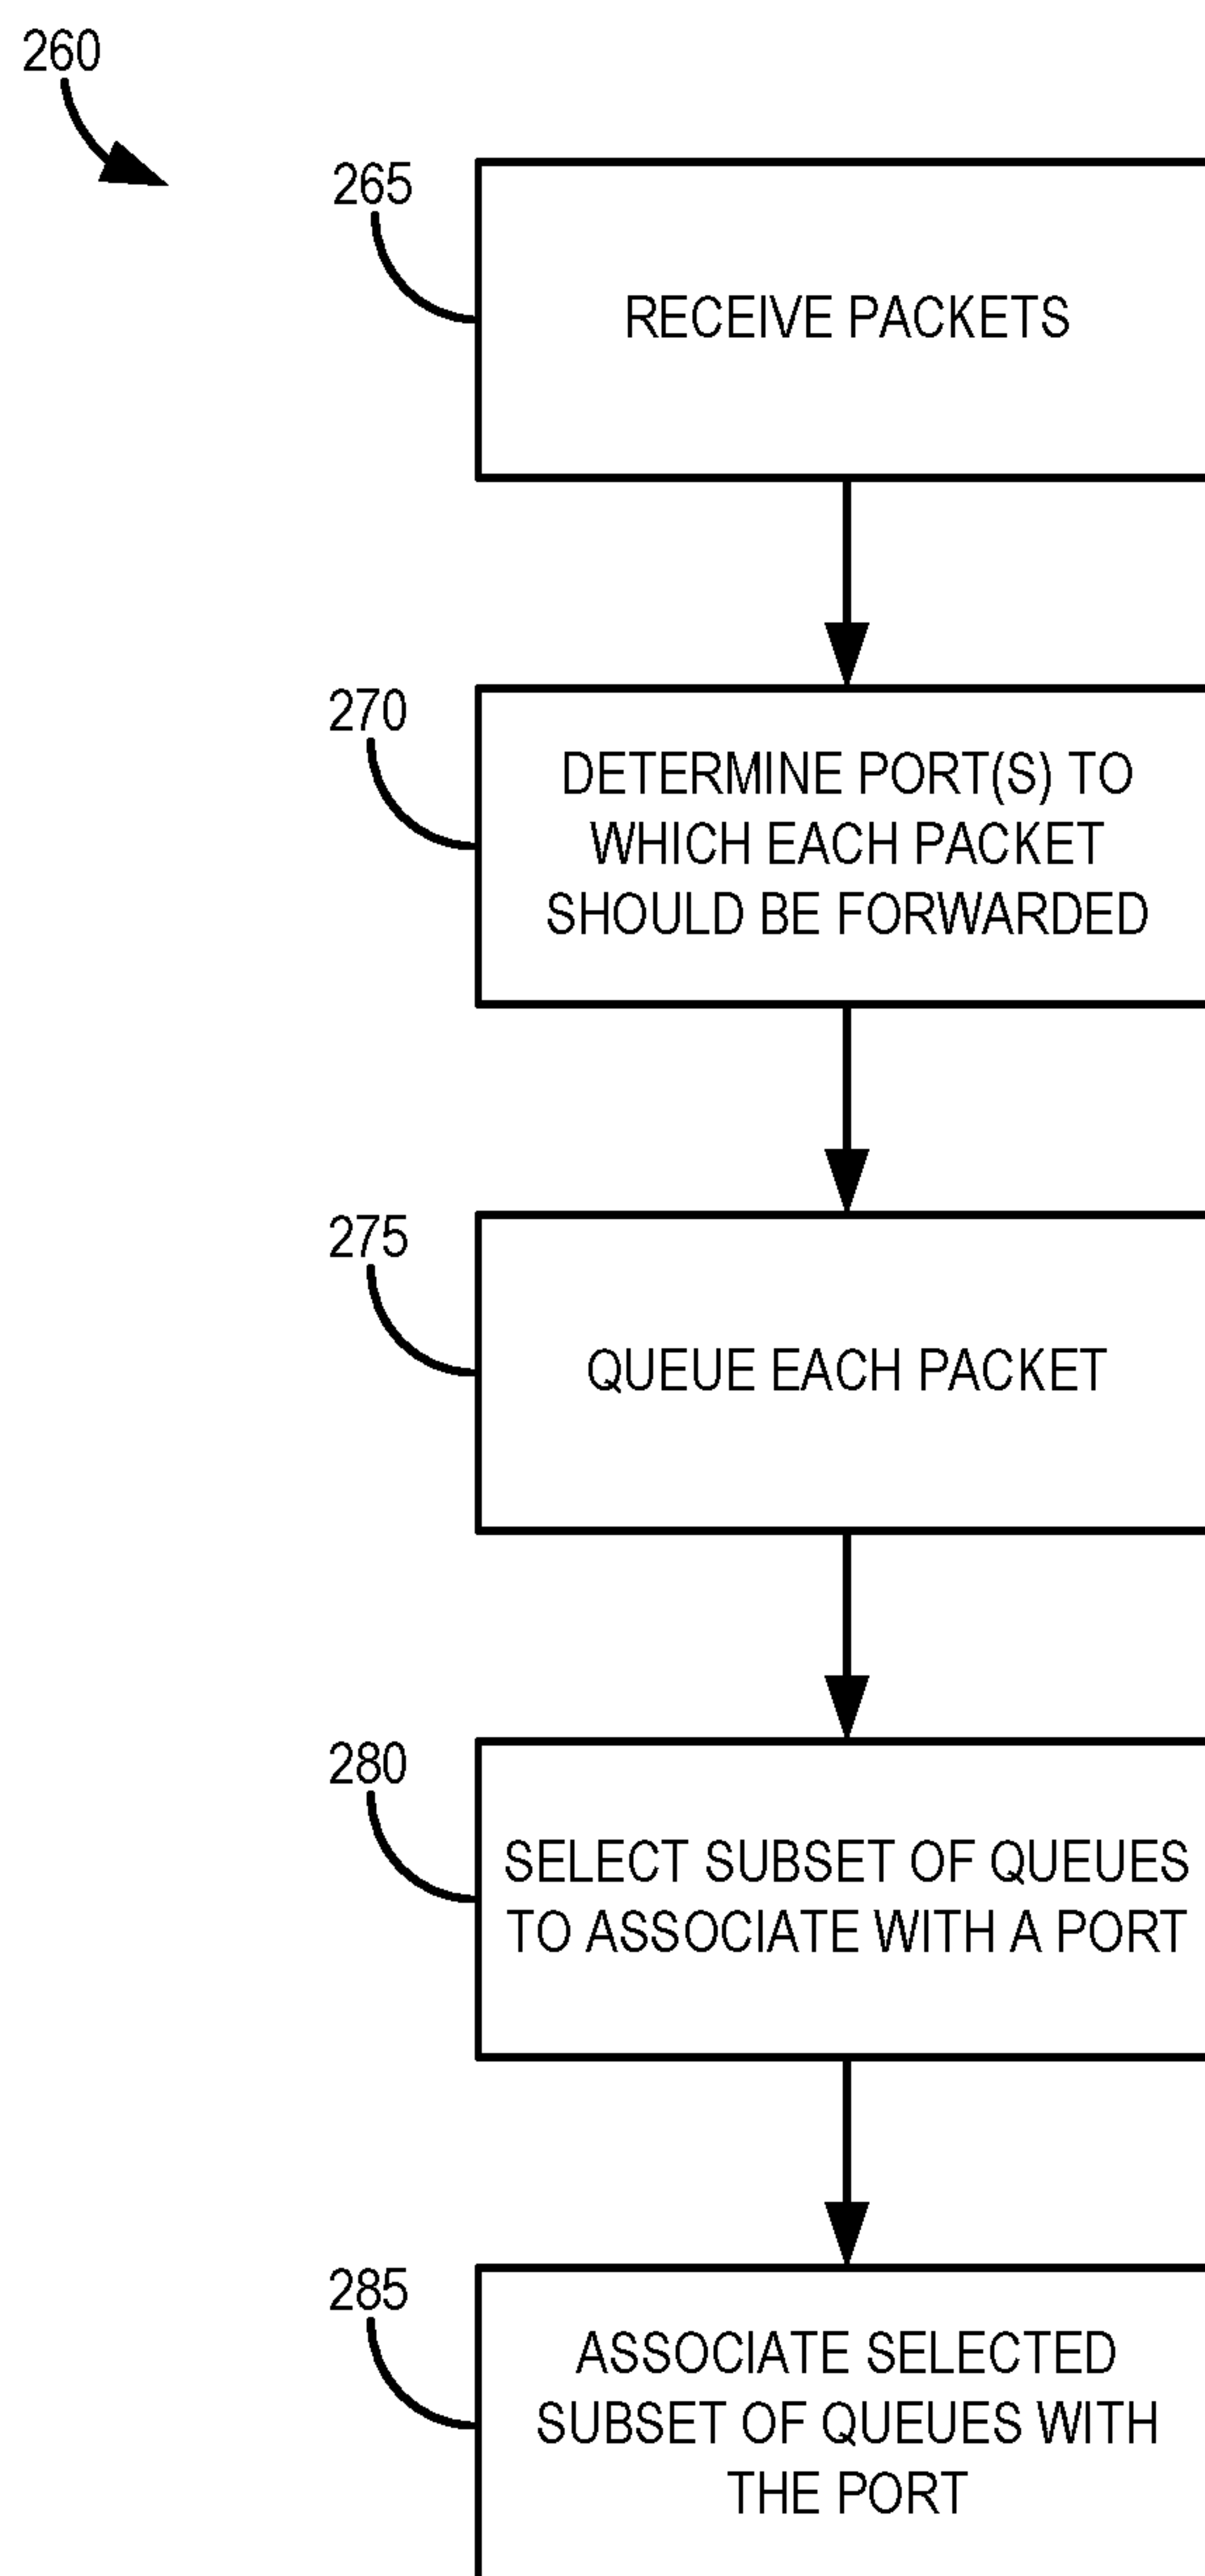 260
265
RECEIVE PACKETS
270
DETERMINE PORT(S) TO
WHICH EACH PACKET
SHOULD BE FORWARDED
275
QUEUE EACH PACKET
280
SELECT SUBSET OF QUEUES
TO ASSOCIATE WITH A PORT
285
ASSOCIATE SELECTED
SUBSET OF QUEUES WITH
THE PORT